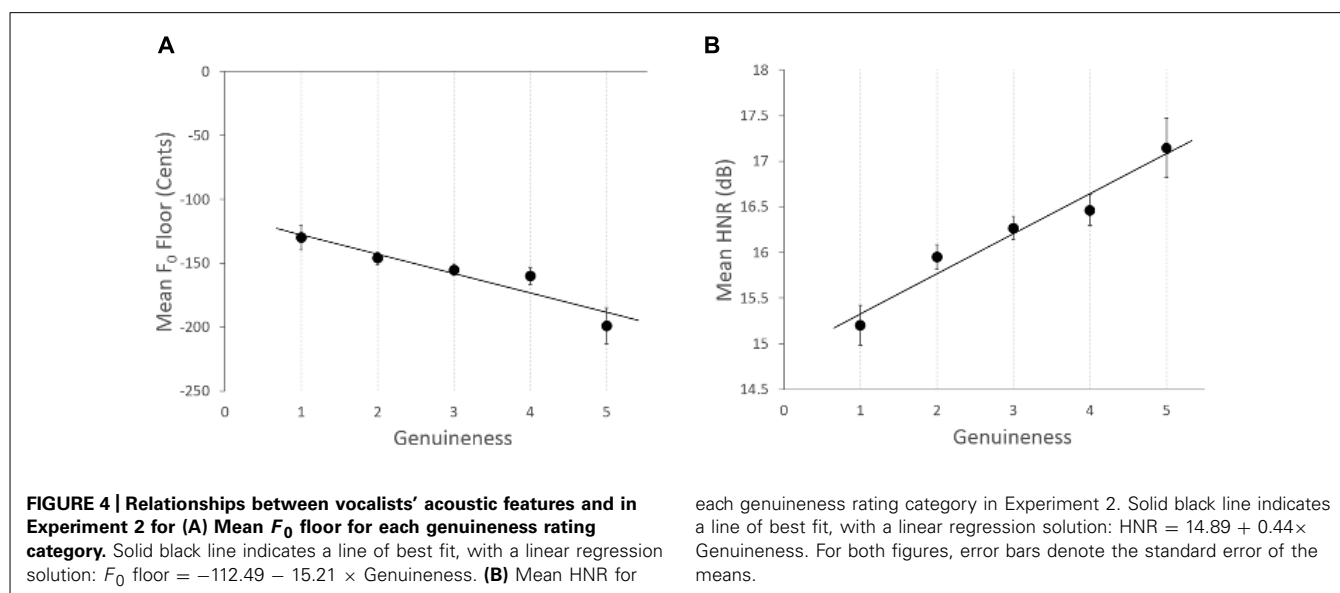 A
0
-50
-100
-150
-200
-250
Mean F0 Floor (Cents)
0 1 2 3 4 5
Genuineness
B
18
17.5
17
16.5
16
15.5
15
14.5
Mean HNR (dB)
0 1 2 3 4 5
Genuineness
FIGURE 4 | Relationships between vocalists' acoustic features and in
Experiment 2 for (A) Mean F0 floor for each genuineness rating
category. Solid black line indicates a line of best fit, with a linear regression
solution: F0 floor = −112.49 − 15.21 × Genuineness. (B) Mean HNR for
each genuineness rating category in Experiment 2. Solid black line indicates
a line of best fit, with a linear regression solution: HNR = 14.89 + 0.44×
Genuineness. For both figures, error bars denote the standard error of the
means.